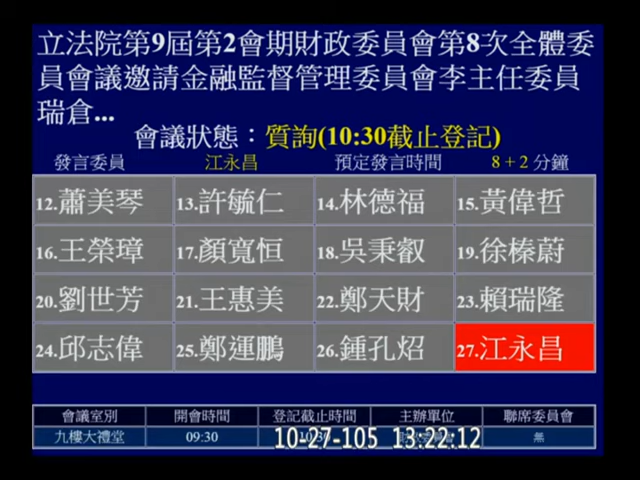 立法院第9屆第2會期財政委員會第8次全體委
員會議邀請金融監督管理委員會李主任委員
瑞倉...
會議狀態：質詢(10:30截止登記)
發言委員 江永昌 預定發言時間 8 + 2 分鐘
12.蕭美琴 13.許毓仁 14.林德福 15.黃偉哲
16.王榮璋 17.顏寬恒 18.吳秉叡 19.徐榛蔚
20.劉世芳 21.王惠美 22.鄭天財 23.賴瑞隆
24.邱志偉 25.鄭運鵬 26.鍾孔炤 27.江永昌
會議室別 開會時間 登記截止時間 主辦單位 聯席委員會
九樓大禮堂 09:30 無
10-27-105 13:22:12